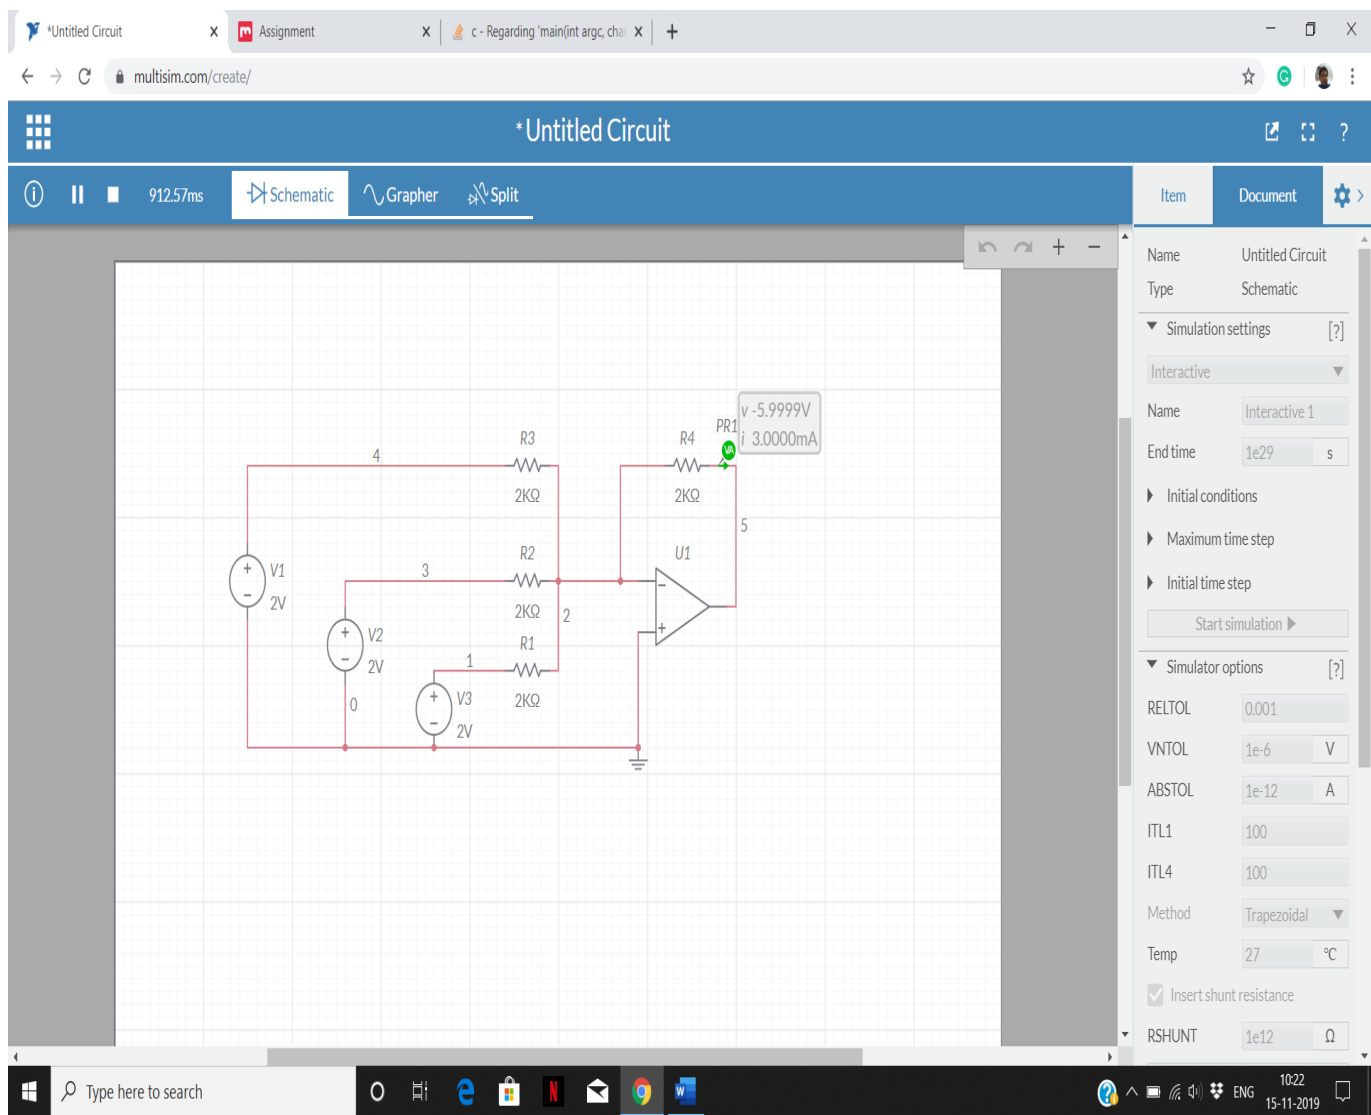 *Untitled Circuit
Assignment
c - Regarding 'main(int argc, cha
multisim.com/create/
*Untitled Circuit
?
912.57ms
Schematic
Grapher
Split
Item
Document
Name Untitled Circuit
Type Schematic
Simulation settings [?]
Interactive
Name Interactive 1
End time 1e29 s
Initial conditions
Maximum time step
Initial time step
Start simulation
Simulator options [?]
RELTOL 0.001
VNTOL 1e-6 V
ABSTOL 1e-12 A
ITL1 100
ITL4 100
Method Trapezoidal
Temp 27 °C
Insert shunt resistance
RSHUNT 1e12 Ω
v -5.9999V
i 3.0000mA
PR1
VA
R3
R4
4
2KΩ
2KΩ
5
R2
U1
3
V1
2V
2KΩ
2
V2
2V
R1
1
2KΩ
V3
2V
0
Type here to search
ENG
10:22
15-11-2019